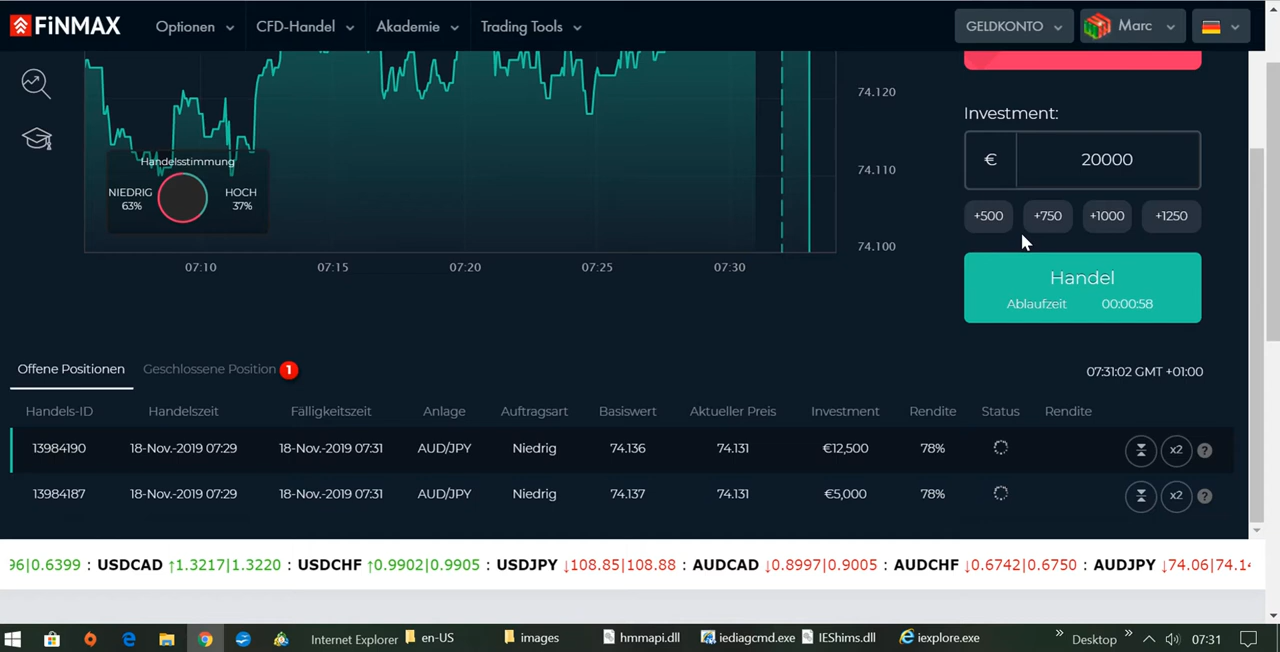 FiNMAX Optionen CFD-Handel Akademie Trading Tools GELDKONTO Marc
74.120
Investment:
€ 20000
74.110
Handelsstimmung
NIEDRIG HOCH
63% 37%
+500 +750 +1000 +1250
74.100
07:10 07:15 07:20 07:25 07:30
Handel
Ablaufzeit 00:00:58
Offene Positionen Geschlossene Position 1 07:31:02 GMT +01:00
Handels-ID Handelszeit Fälligkeitszeit Anlage Auftragsart Basiswert Aktueller Preis Investment Rendite Status Rendite
13984190 18-Nov.-2019 07:29 18-Nov.-2019 07:31 AUD/JPY Niedrig 74.136 74.131 €12,500 78% x2 ?
13984187 18-Nov.-2019 07:29 18-Nov.-2019 07:31 AUD/JPY Niedrig 74.137 74.131 €5,000 78% x2 ?
96|0.6399 : USDCAD ↑1.3217|1.3220 : USDCHF ↑0.9902|0.9905 : USDJPY ↓108.85|108.88 : AUDCAD ↓0.8997|0.9005 : AUDCHF ↓0.6742|0.6750 : AUDJPY ↓74.06|74.1
Internet Explorer en-US images hmmapi.dll iediagcmd.exe IEShims.dll iexplore.exe » Desktop » 07:31